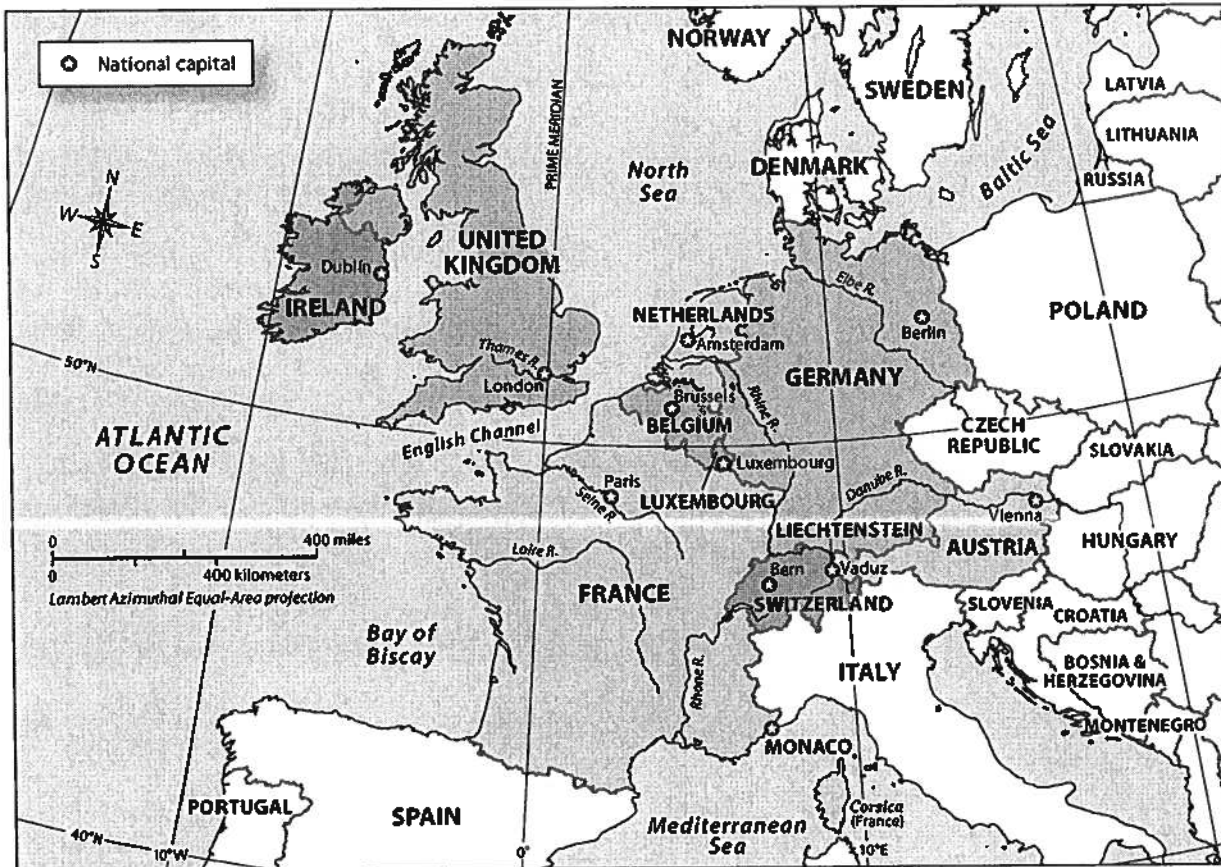 National capital
NORWAY
SWEDEN
LATVIA
LITHUANIA
RUSSIA
Baltic Sea
DENMARK
North
Sea
PRIME MERIDIAN
N
W
E
S
UNITED
KINGDOM
Dublin
IRELAND
Thames R.
London
NETHERLANDS
Amsterdam
Elbe R.
Berlin
POLAND
GERMANY
Rhine R.
Brussels
BELGIUM
50°N
ATLANTIC
OCEAN
English Channel
CZECH
REPUBLIC
SLOVAKIA
Luxembourg
LUXEMBOURG
Paris
Seine R.
Danube R.
Vienna
LIECHTENSTEIN
AUSTRIA
HUNGARY
0
400 miles
0
400 kilometers
Lambert Azimuthal Equal-Area projection
Loire R.
FRANCE
Bern
Vaduz
SWITZERLAND
SLOVENIA
CROATIA
Bay of
Biscay
Rhone R.
ITALY
BOSNIA &
HERZEGOVINA
MONTENEGRO
MONACO
PORTUGAL
SPAIN
Corsica
(France)
Mediterranean
Sea
40°N
10°W
0°
10°E